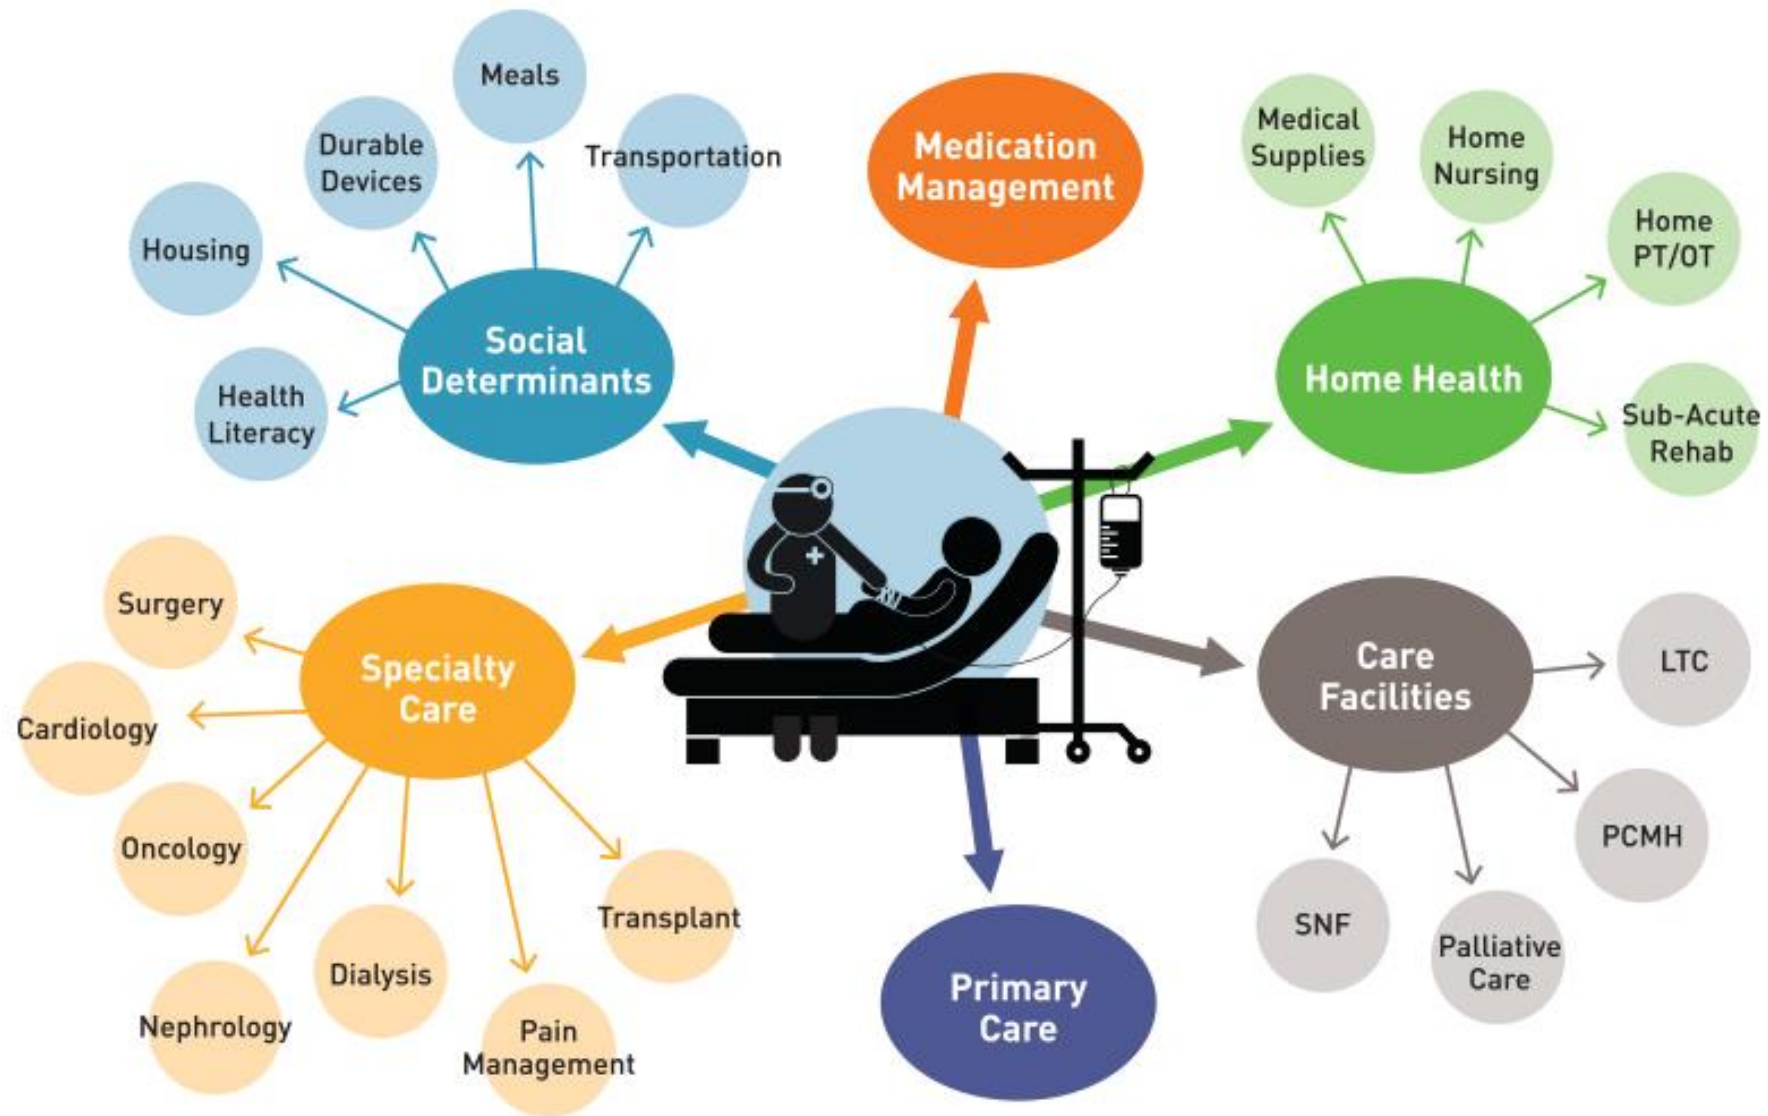 Meals
Durable
Devices
Transportation
Housing
Health
Literacy
Social
Determinants
Medication
Management
Medical
Supplies
Home
Nursing
Home
PT/OT
Sub-Acute
Rehab
Home Health
Surgery
Cardiology
Oncology
Nephrology
Dialysis
Pain
Management
Transplant
Specialty
Care
Primary
Care
Care
Facilities
LTC
PCMH
Palliative
Care
SNF